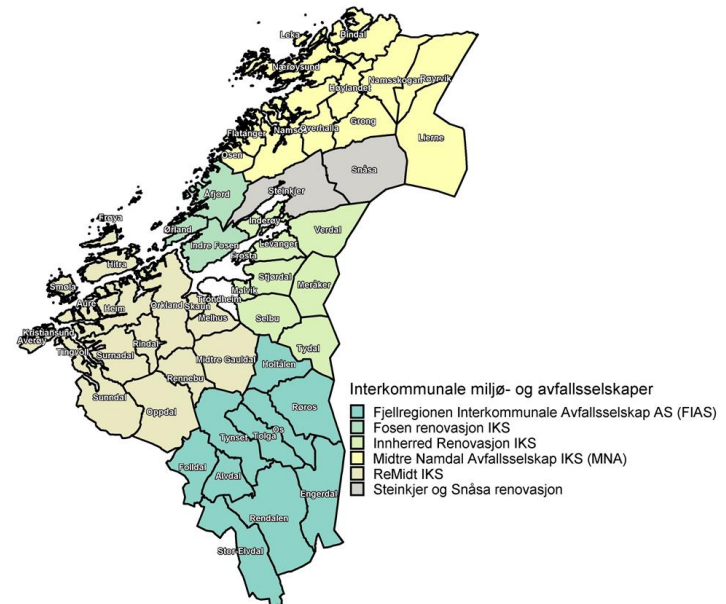 Leka
Bindal
Nærøysund
Namsskogan
Røyrvik
Høylandet
Grong
Overhalla
Namsos
Flatanger
Lierne
Osen
Snåsa
Steinkjer
Åfjord
Inderøy
Frøya
Ørland
Verdal
Indre Fosen
Levanger
Frosta
Hitra
Stjørdal
Meråker
Smøla
Malvik
Trondheim
Aure
Orkland
Skaun
Heim
Melhus
Selbu
Kristiansund
Averøy
Rindal
Tydal
Tingvoll
Surnadal
Midtre Gauldal
Holtålen
Rennebu
Sunndal
Oppdal
Røros
Os
Tynset
Tolga
Folldal
Alvdal
Engerdal
Rendalen
Stor-Elvdal
Interkommunale miljø- og avfallsselskaper
Fjellregionen Interkommunale Avfallsselskap AS (FIAS)
Fosen renovasjon IKS
Innherred Renovasjon IKS
Midtre Namdal Avfallsselskap IKS (MNA)
ReMidt IKS
Steinkjer og Snåsa renovasjon